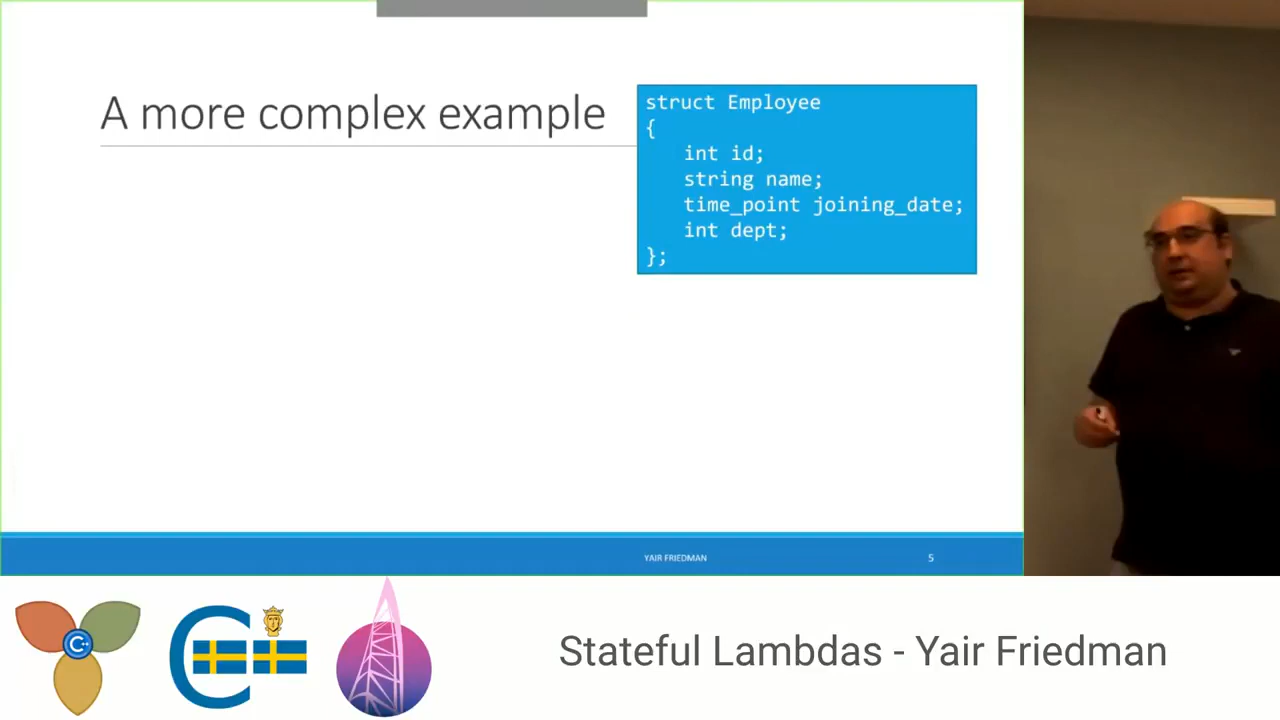 A more complex example
struct Employee
{
int id;
string name;
time_point joining_date;
int dept;
};
YAIR FRIEDMAN
5
C++
Stateful Lambdas - Yair Friedman